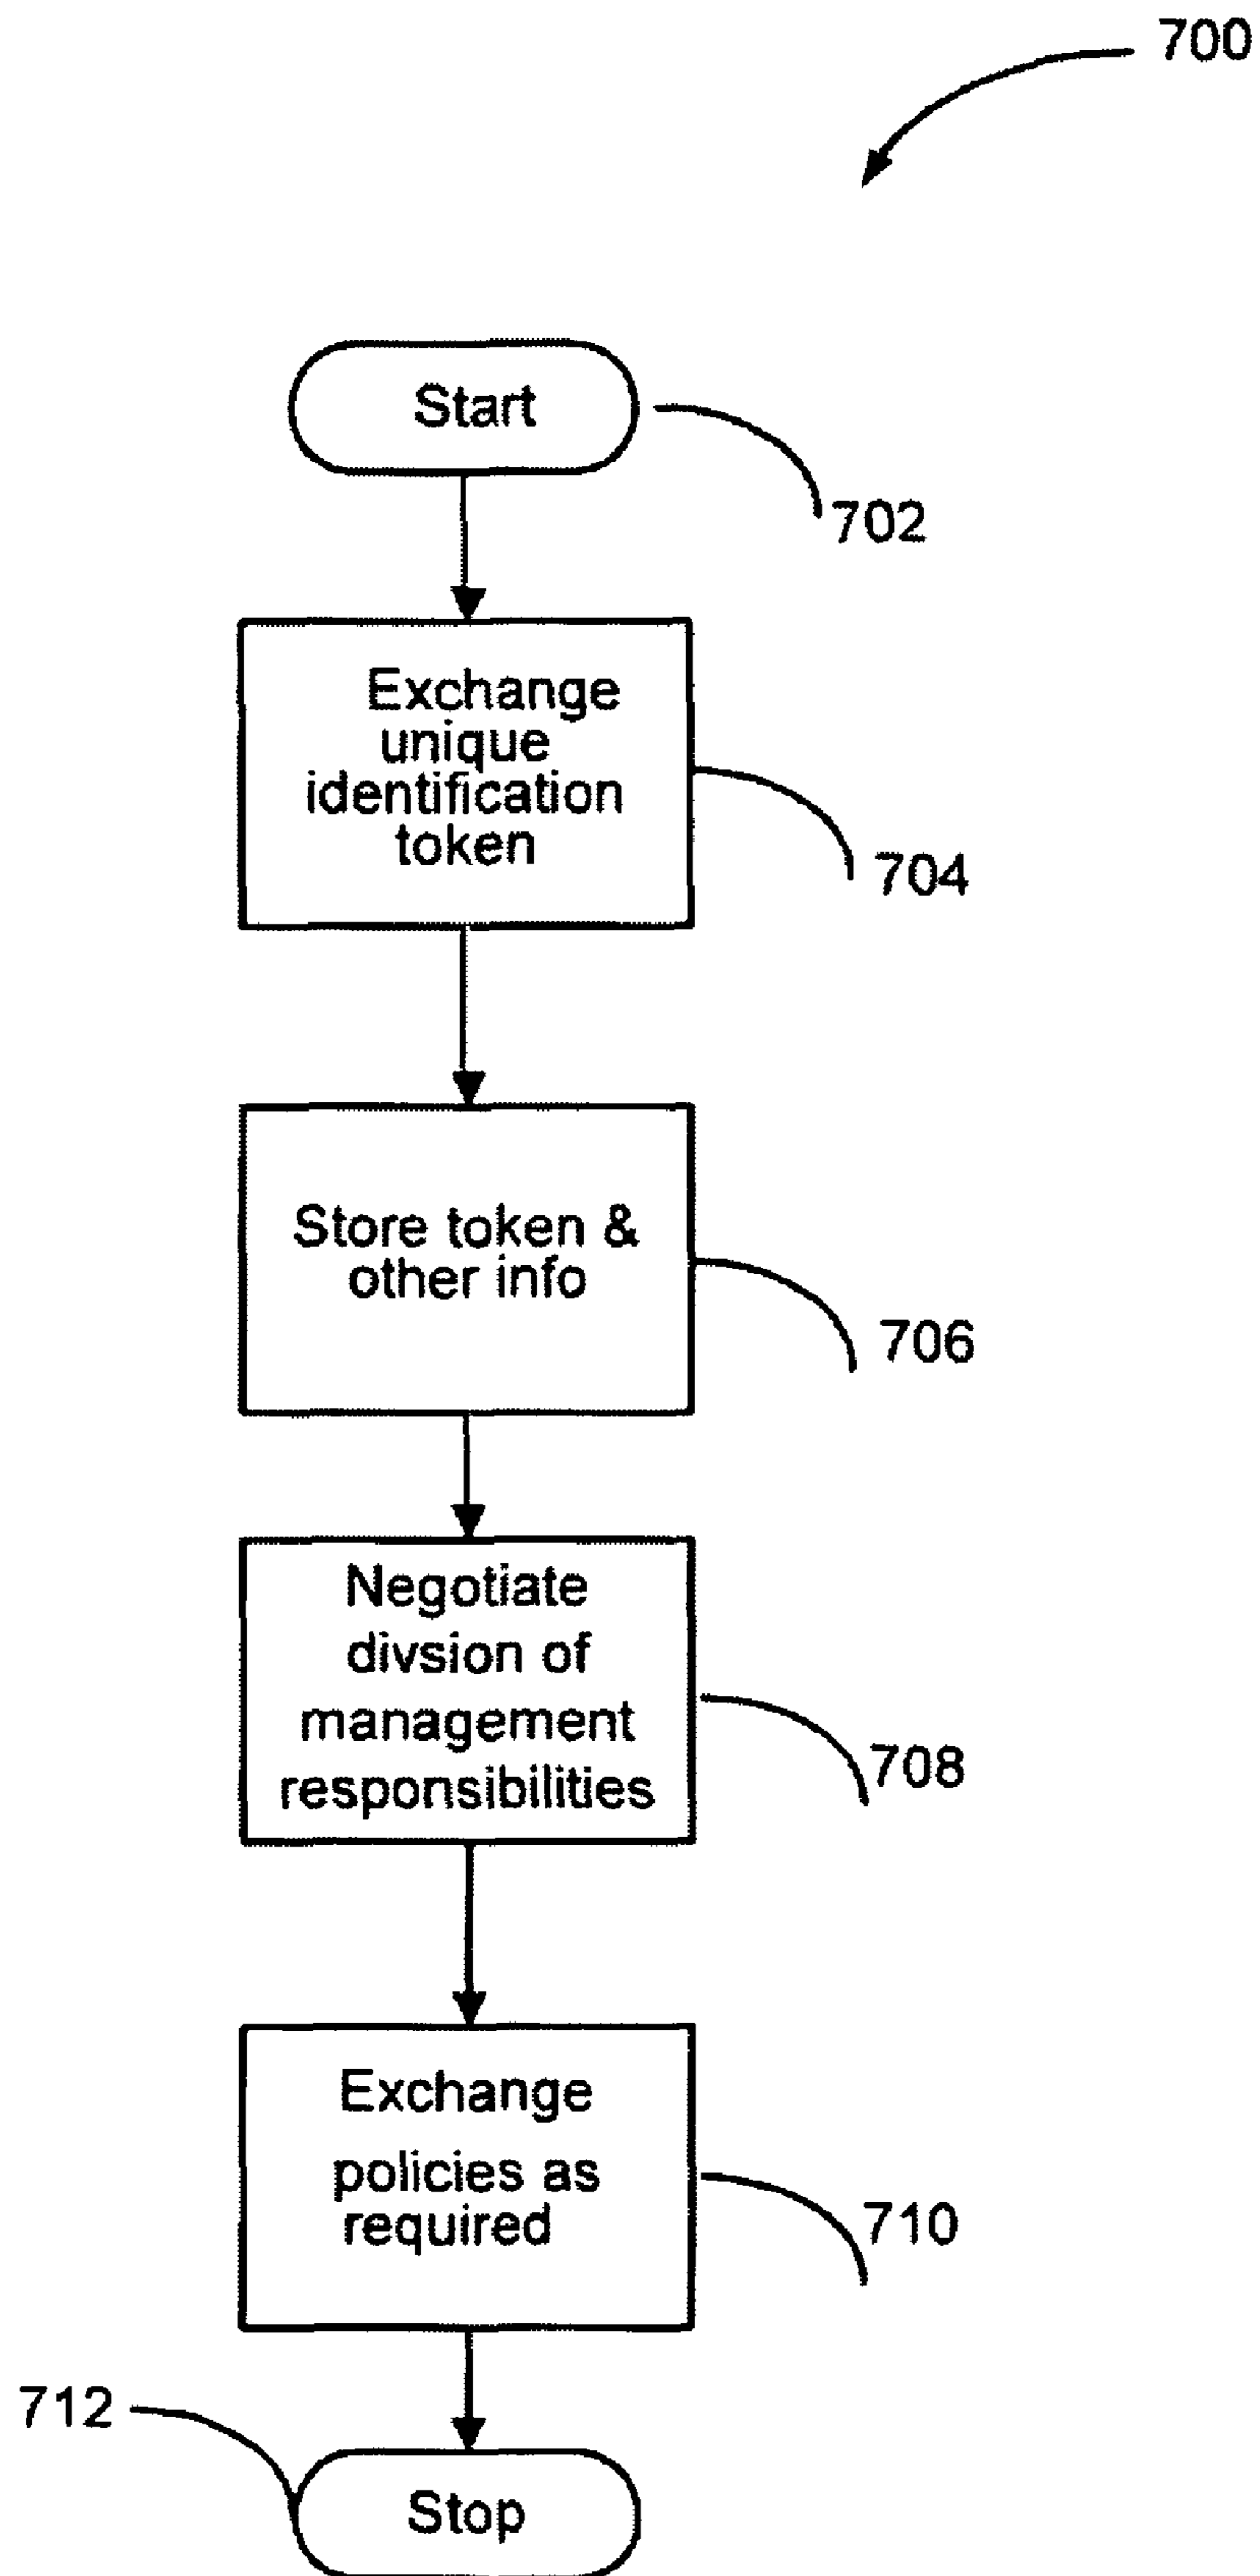 700
Start
702
Exchange
unique
identification
token
704
Store token &
other info
706
Negotiate
divsion of
management
responsibilities
708
Exchange
policies as
required
710
712
Stop